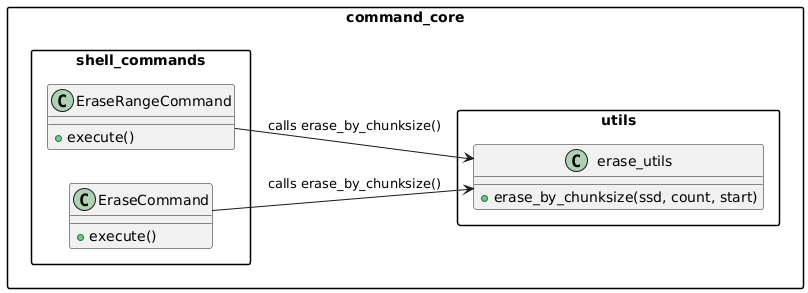 command_core
shell_commands
C EraseRangeCommand
execute()
calls erase_by_chunksize()
C EraseCommand
execute()
calls erase_by_chunksize()
utils
C erase_utils
erase_by_chunksize(ssd, count, start)